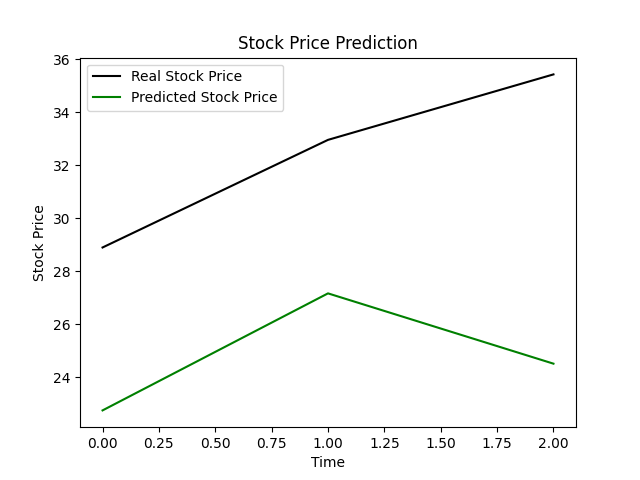 Stock Price Prediction
Real Stock Price
Predicted Stock Price
Stock Price
36
34
32
30
28
26
24
0.00 0.25 0.50 0.75 1.00 1.25 1.50 1.75 2.00
Time